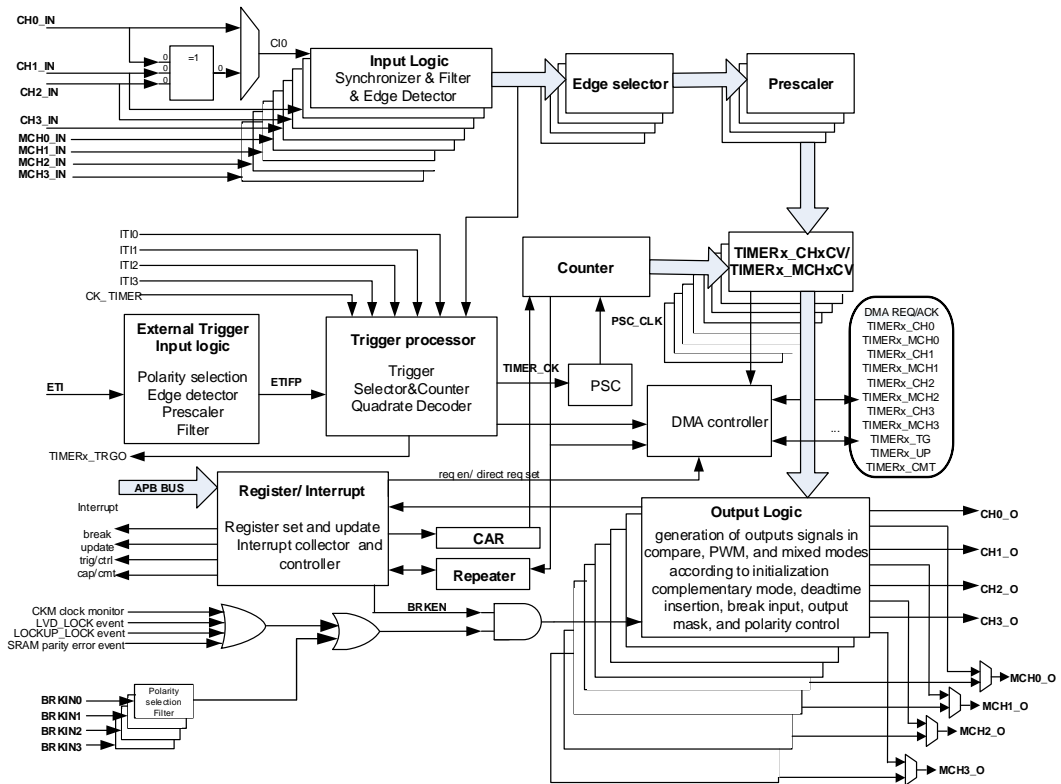 CH0_IN
CH1_IN
CH2_IN
CH3_IN
MCH0_IN
MCH1_IN
MCH2_IN
MCH3_IN
0
0
0
=1
0
CI0
Input Logic
Synchronizer & Filter
& Edge Detector
Edge selector
Prescaler
ITI0
ITI1
ITI2
ITI3
CK_TIMER
Counter
TIMERx_CHxCV/
TIMERx_MCHxCV
External Trigger
Input logic
Polarity selection
Edge detector
Prescaler
Filter
ETI
ETIFP
Trigger processor
Trigger
Selector&Counter
Quadrate Decoder
TIMER_CK
PSC
PSC_CLK
DMA controller
DMA REQ/ACK
TIMERx_CH0
TIMERx_MCH0
TIMERx_CH1
TIMERx_MCH1
TIMERx_CH2
TIMERx_MCH2
TIMERx_CH3
TIMERx_MCH3
TIMERx_TG
TIMERx_UP
TIMERx_CMT
...
TIMERx_TRGO
APB BUS
Interrupt
break
update
trig/ctrl
cap/cmt
Register/ Interrupt
Register set and update
Interrupt collector and
controller
req en/ direct req set
CAR
Repeater
BRKEN
Output Logic
generation of outputs signals in
compare, PWM, and mixed modes
according to initialization
complementary mode, deadtime
insertion, break input, output
mask, and polarity control
CH0_O
CH1_O
CH2_O
CH3_O
MCH0_O
MCH1_O
MCH2_O
MCH3_O
CKM clock monitor
LVD_LOCK event
LOCKUP_LOCK event
SRAM parity error event
BRKIN0
BRKIN1
BRKIN2
BRKIN3
Polarity
selection
Filter